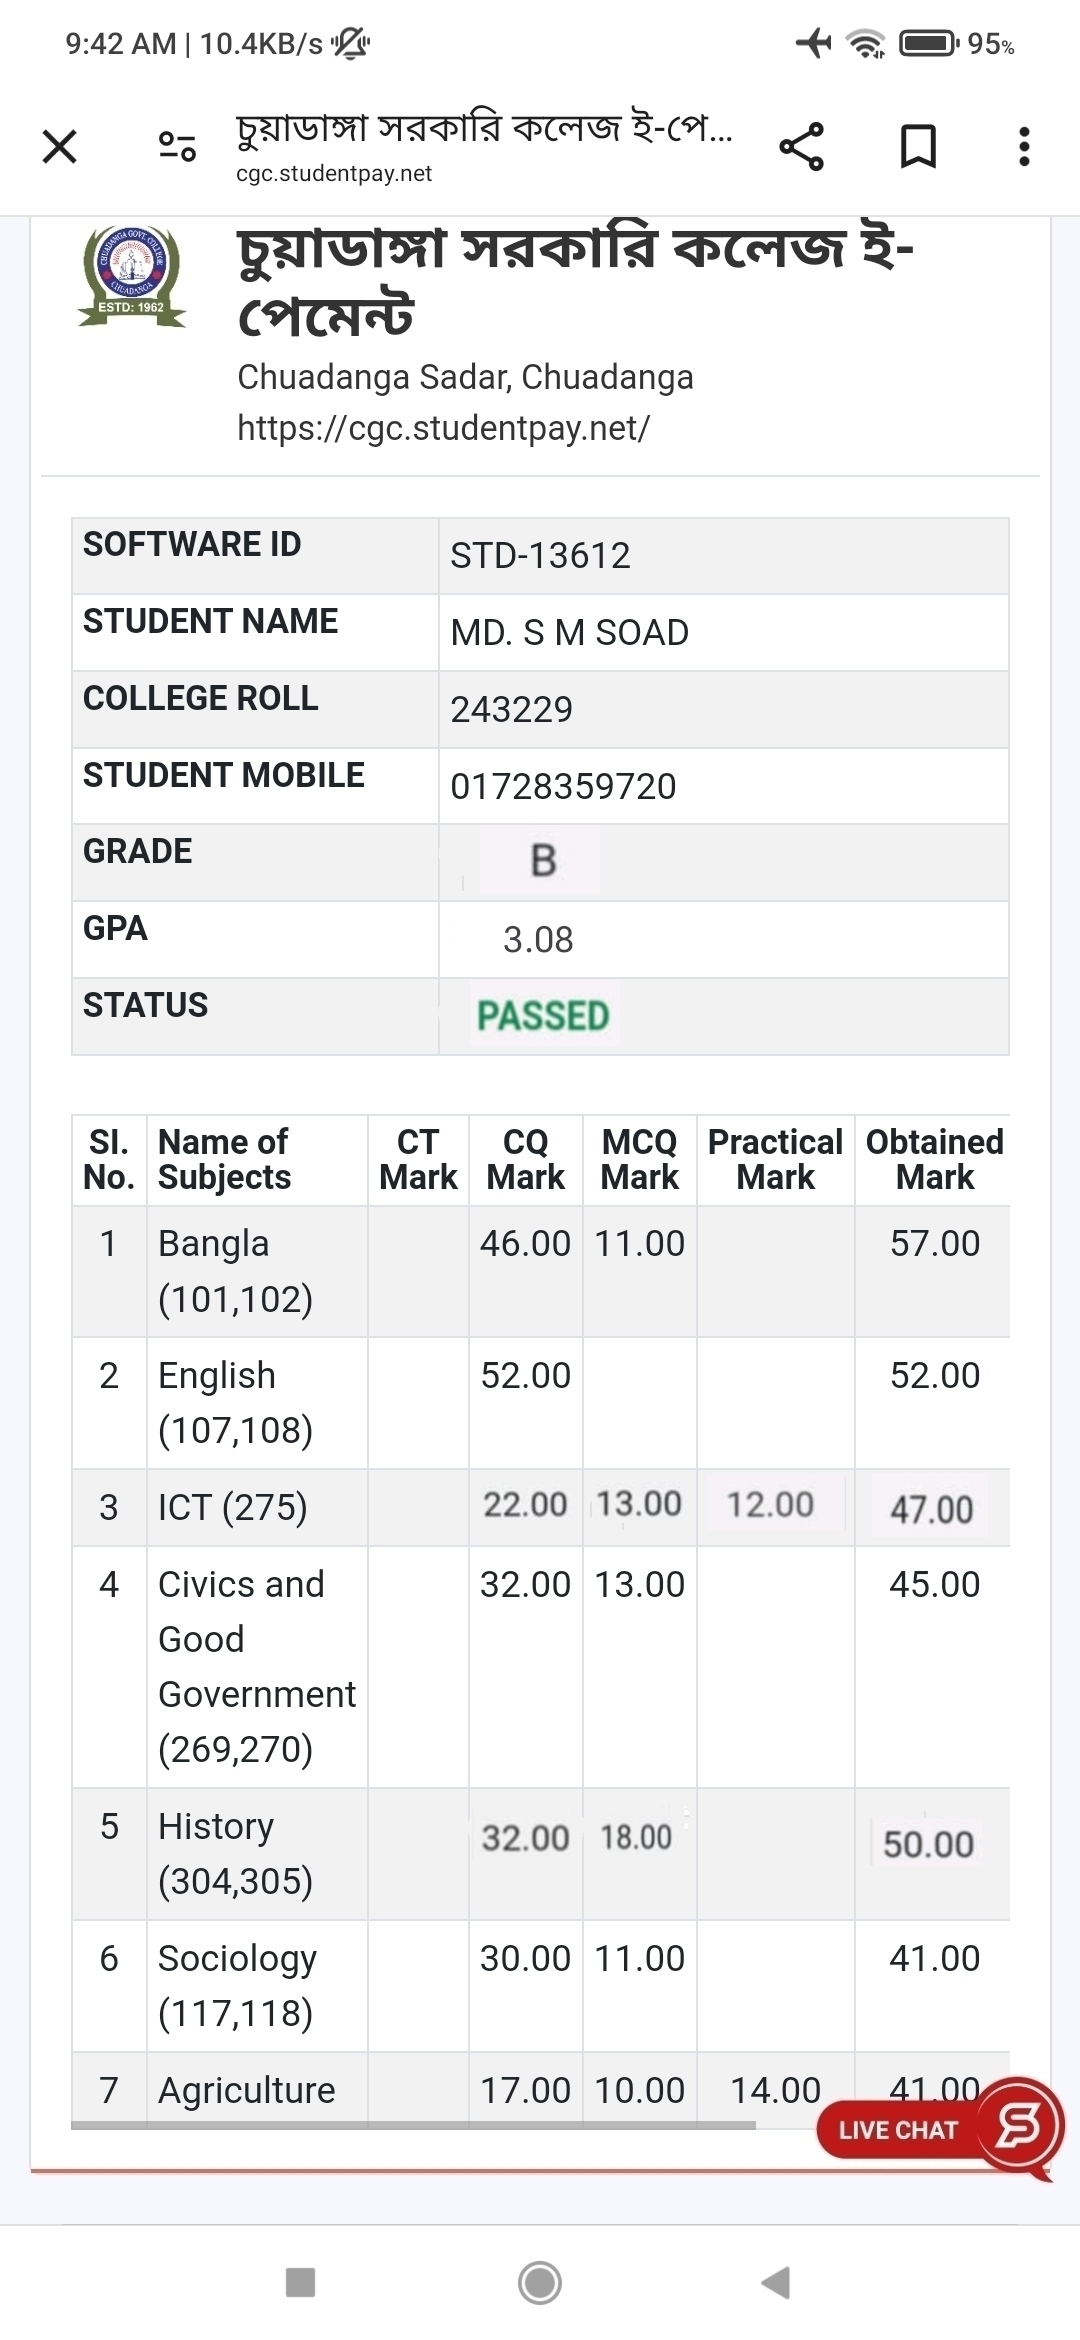 9:42 AM | 10.4KB/s 95%
চুয়াডাঙ্গা সরকারি কলেজ ই-পে...
cgc.studentpay.net
CHUADANGA GOVT. COLLEGE
CHUADANGA
ESTD: 1962
চুয়াডাঙ্গা সরকারি কলেজ ই-
পেমেন্ট
Chuadanga Sadar, Chuadanga
https://cgc.studentpay.net/
SOFTWARE ID STD-13612
STUDENT NAME MD. S M SOAD
COLLEGE ROLL 243229
STUDENT MOBILE 01728359720
GRADE B
GPA 3.08
STATUS PASSED
Sl. Name of CT CQ MCQ Practical Obtained
No. Subjects Mark Mark Mark Mark Mark
1 Bangla 46.00 11.00 57.00
(101,102)
2 English 52.00 52.00
(107,108)
3 ICT (275) 22.00 13.00 12.00 47.00
4 Civics and 32.00 13.00 45.00
Good
Government
(269,270)
5 History 32.00 18.00 50.00
(304,305)
6 Sociology 30.00 11.00 41.00
(117,118)
7 Agriculture 17.00 10.00 14.00 41.00
LIVE CHAT